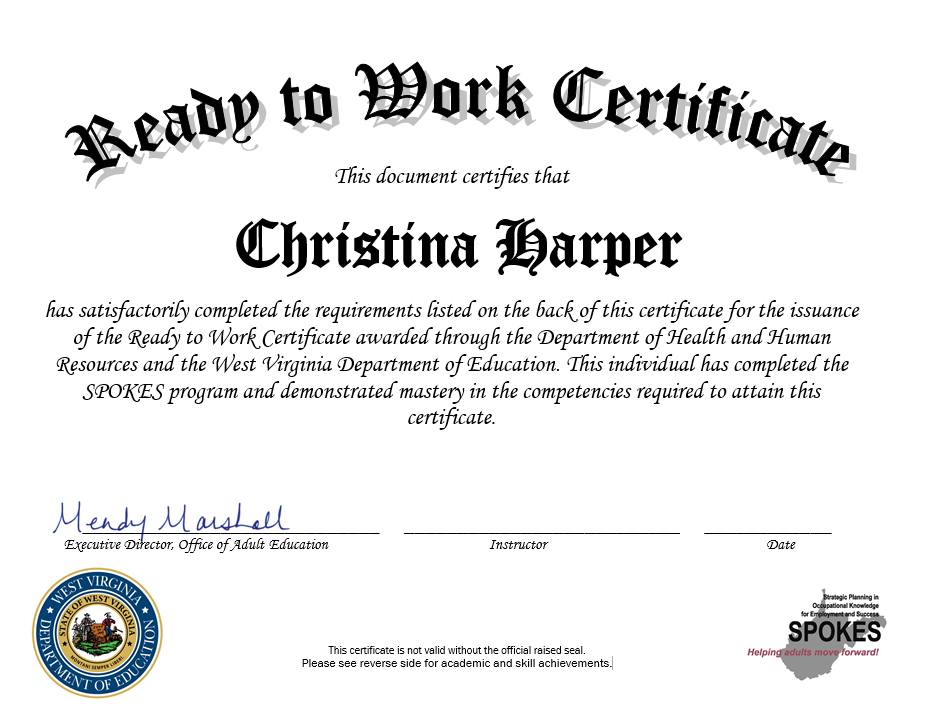 Ready to Work Certificate
This document certifies that
Christina Harper
has satisfactorily completed the requirements listed on the back of this certificate for the issuance
of the Ready to Work Certificate awarded through the Department of Health and Human
Resources and the West Virginia Department of Education. This individual has completed the
SPOKES program and demonstrated mastery in the competencies required to attain this
certificate.
Mendy Marshall
Executive Director, Office of Adult Education
Instructor
Date
WEST VIRGINIA
DEPARTMENT OF EDUCATION
STATE OF WEST VIRGINIA
MONTANI SEMPER LIBERI
This certificate is not valid without the official raised seal.
Please see reverse side for academic and skill achievements.
Strategic Planning in
Occupational Knowledge
for Employment and Success
SPOKES
Helping adults move forward!